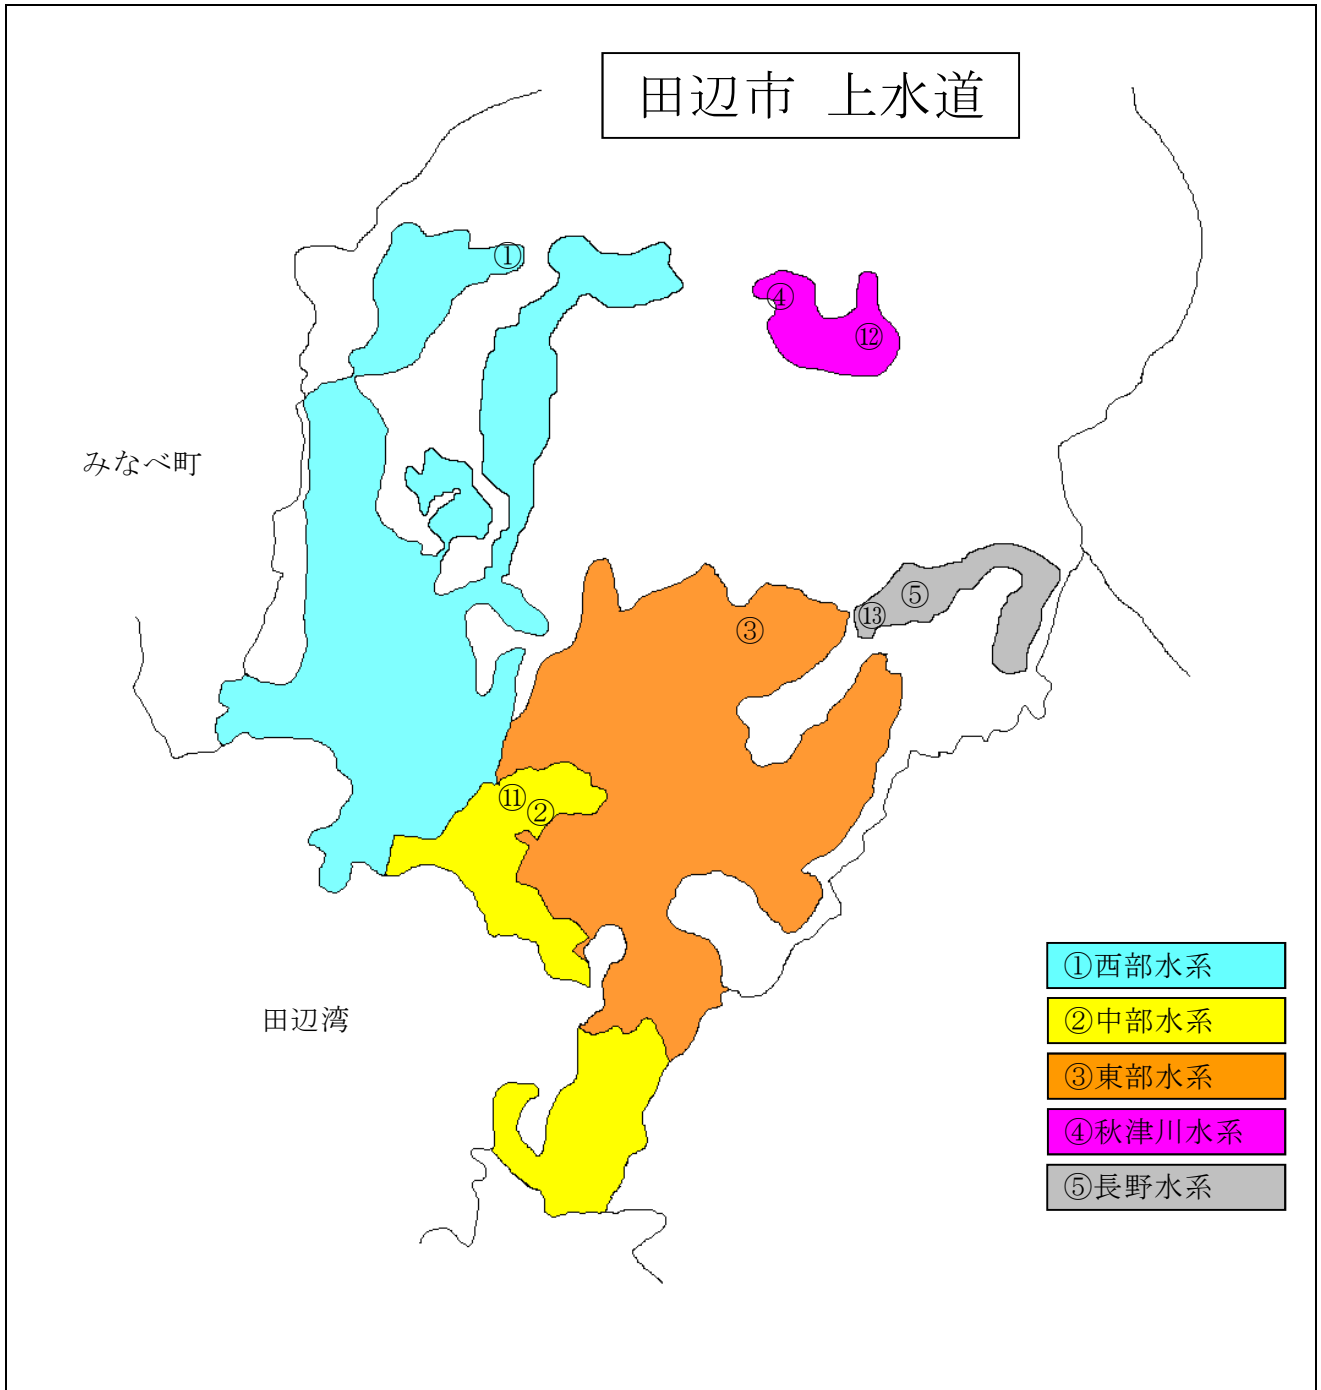 田辺市 上水道
①
④
⑫
みなべ町
⑤
⑬
③
⑪
②
田辺湾
①西部水系
②中部水系
③東部水系
④秋津川水系
⑤長野水系